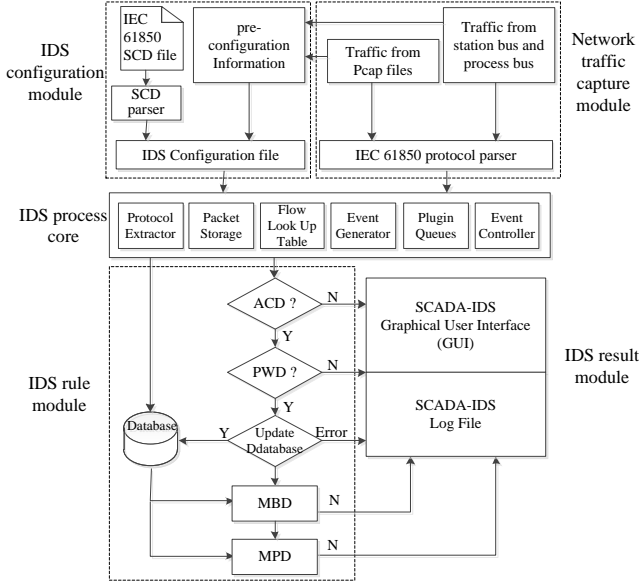 IDS
configuration
module
IEC
61850
SCD file
SCD
parser
pre-
configuration
Information
IDS Configuration file
Traffic from
station bus and
process bus
Traffic from
Pcap files
IEC 61850 protocol parser
Network
traffic
capture
module
IDS process
core
Protocol
Extractor
Packet
Storage
Flow
Look Up
Table
Event
Generator
Plugin
Queues
Event
Controller
IDS rule
module
ACD ?
N
Y
PWD ?
N
Y
Database
Y
Update
Ddatabase
Error
MBD
N
MPD
N
SCADA-IDS
Graphical User Interface
(GUI)
SCADA-IDS
Log File
IDS result
module